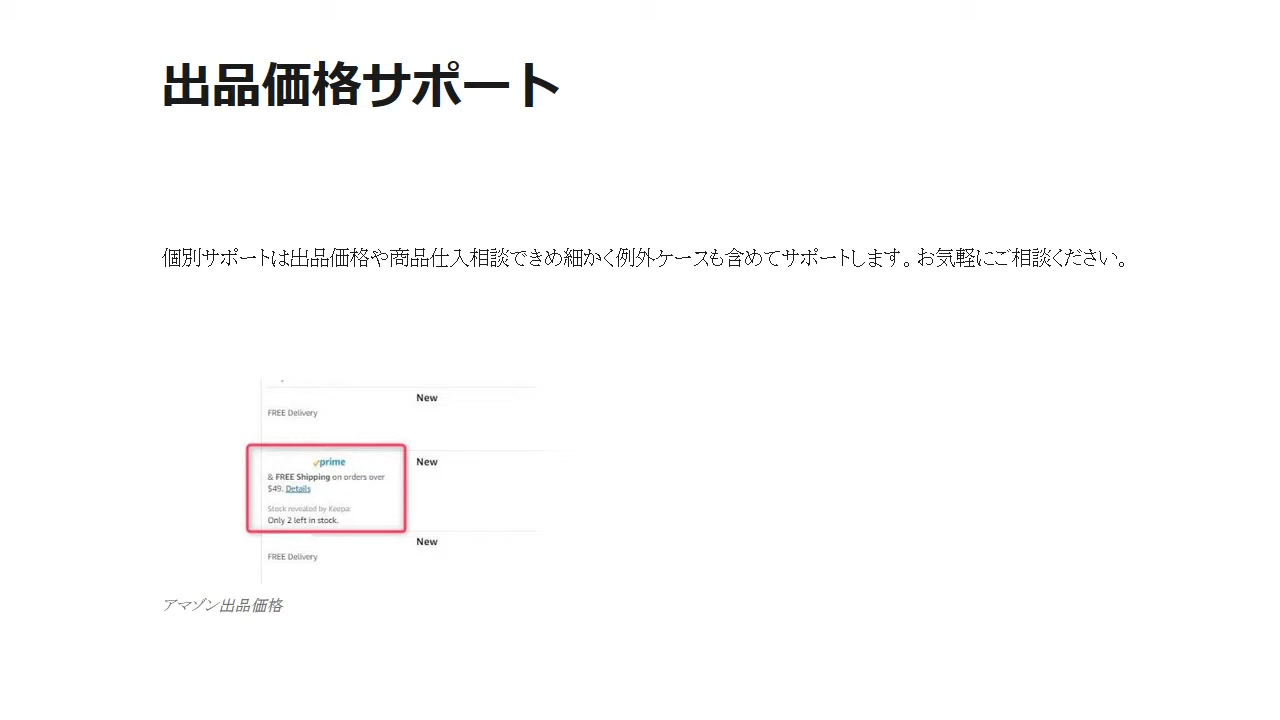 出品価格サポート
個別サポートは出品価格や商品仕入相談できめ細かく例外ケースも含めてサポートします。お気軽にご相談ください。
New
FREE Delivery
prime
New
& FREE Shipping on orders over
$49. Details
Stock revealed by Keepa:
Only 2 left in stock.
New
FREE Delivery
アマゾン出品価格